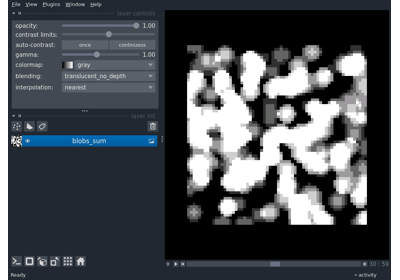 File View Plugins Window Help
layer controls
opacity: 1.00
contrast limits:
auto-contrast: once continuous
gamma: 1.00
colormap: gray
blending: translucent_no_depth
interpolation: nearest
layer list
blobs_sum
30 59
Ready activity